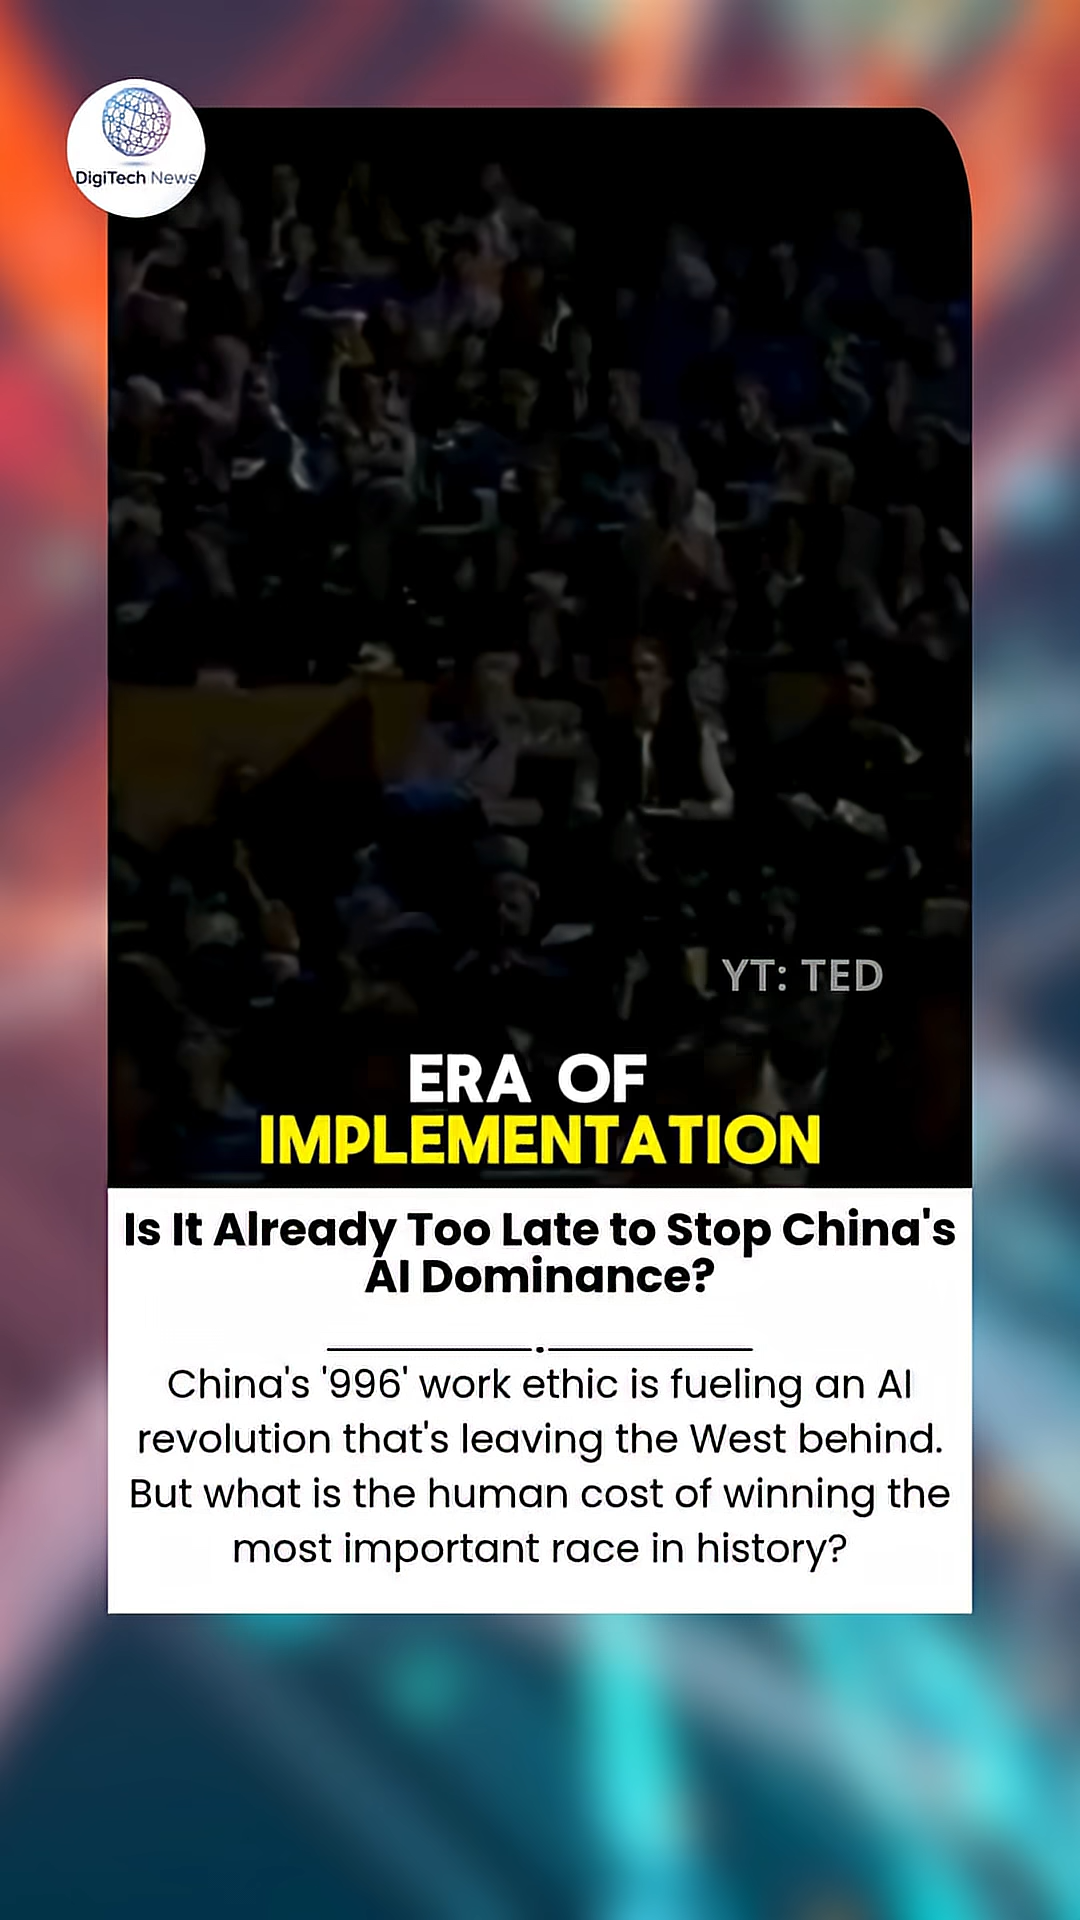 DigiTech News
YT: TED
ERA OF
IMPLEMENTATION
Is It Already Too Late to Stop China's
AI Dominance?
China's '996' work ethic is fueling an AI
revolution that's leaving the West behind.
But what is the human cost of winning the
most important race in history?